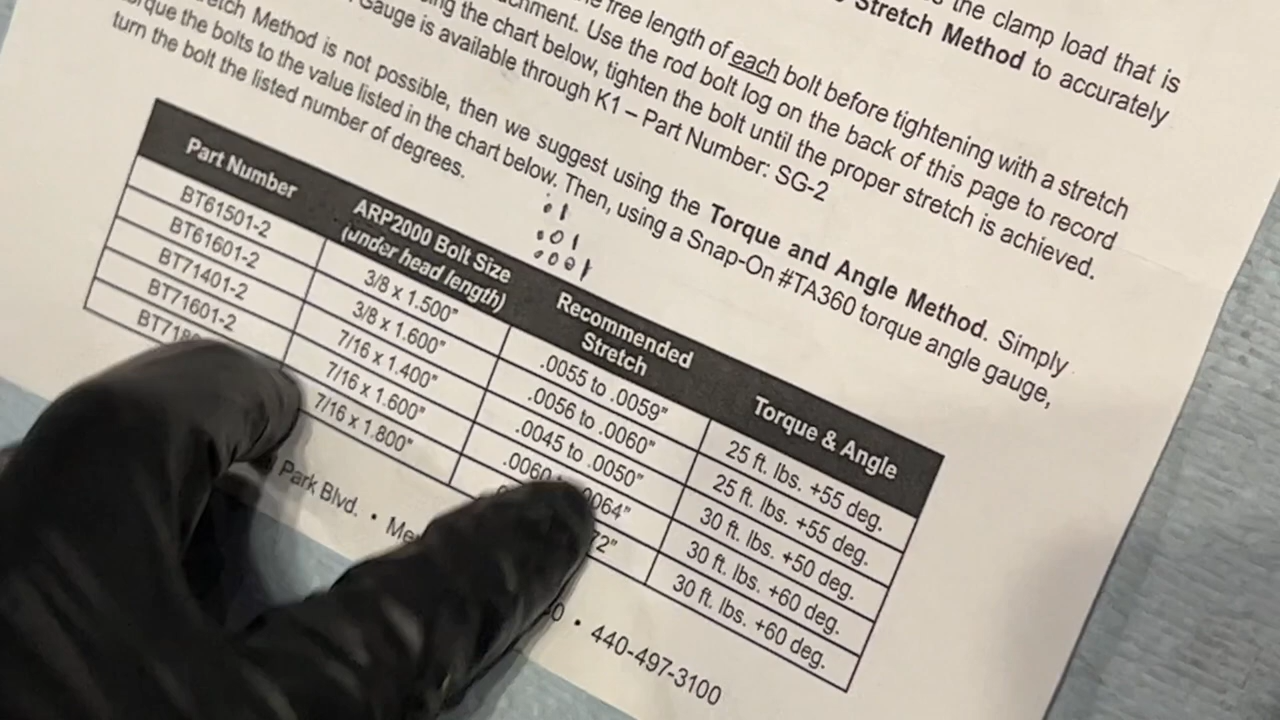 the clamp load that is
Stretch Method to accurately
free length of each bolt before tightening with a stretch
Use the rod bolt log on the back of this page to record
the chart below, tighten the bolt until the proper stretch is achieved.
Gauge is available through K1 – Part Number: SG-2
Method is not possible, then we suggest using the Torque and Angle Method. Simply
the bolts to the value listed in the chart below. Then, using a Snap-On #TA360 torque angle gauge,
turn the bolt the listed number of degrees.
.01
.001
Part Number ARP2000 Bolt Size (under head length) Recommended Stretch Torque & Angle
BT61501-2 3/8 x 1.500" .0055 to .0059" 25 ft. lbs. +55 deg.
BT61601-2 3/8 x 1.600" .0056 to .0060" 25 ft. lbs. +55 deg.
BT71401-2 7/16 x 1.400" .0045 to .0050" 30 ft. lbs. +50 deg.
BT71601-2 7/16 x 1.600" .0060 .0064" 30 ft. lbs. +60 deg.
7/16 x 1.800" 30 ft. lbs. +60 deg.
Park Blvd. • • 440-497-3100